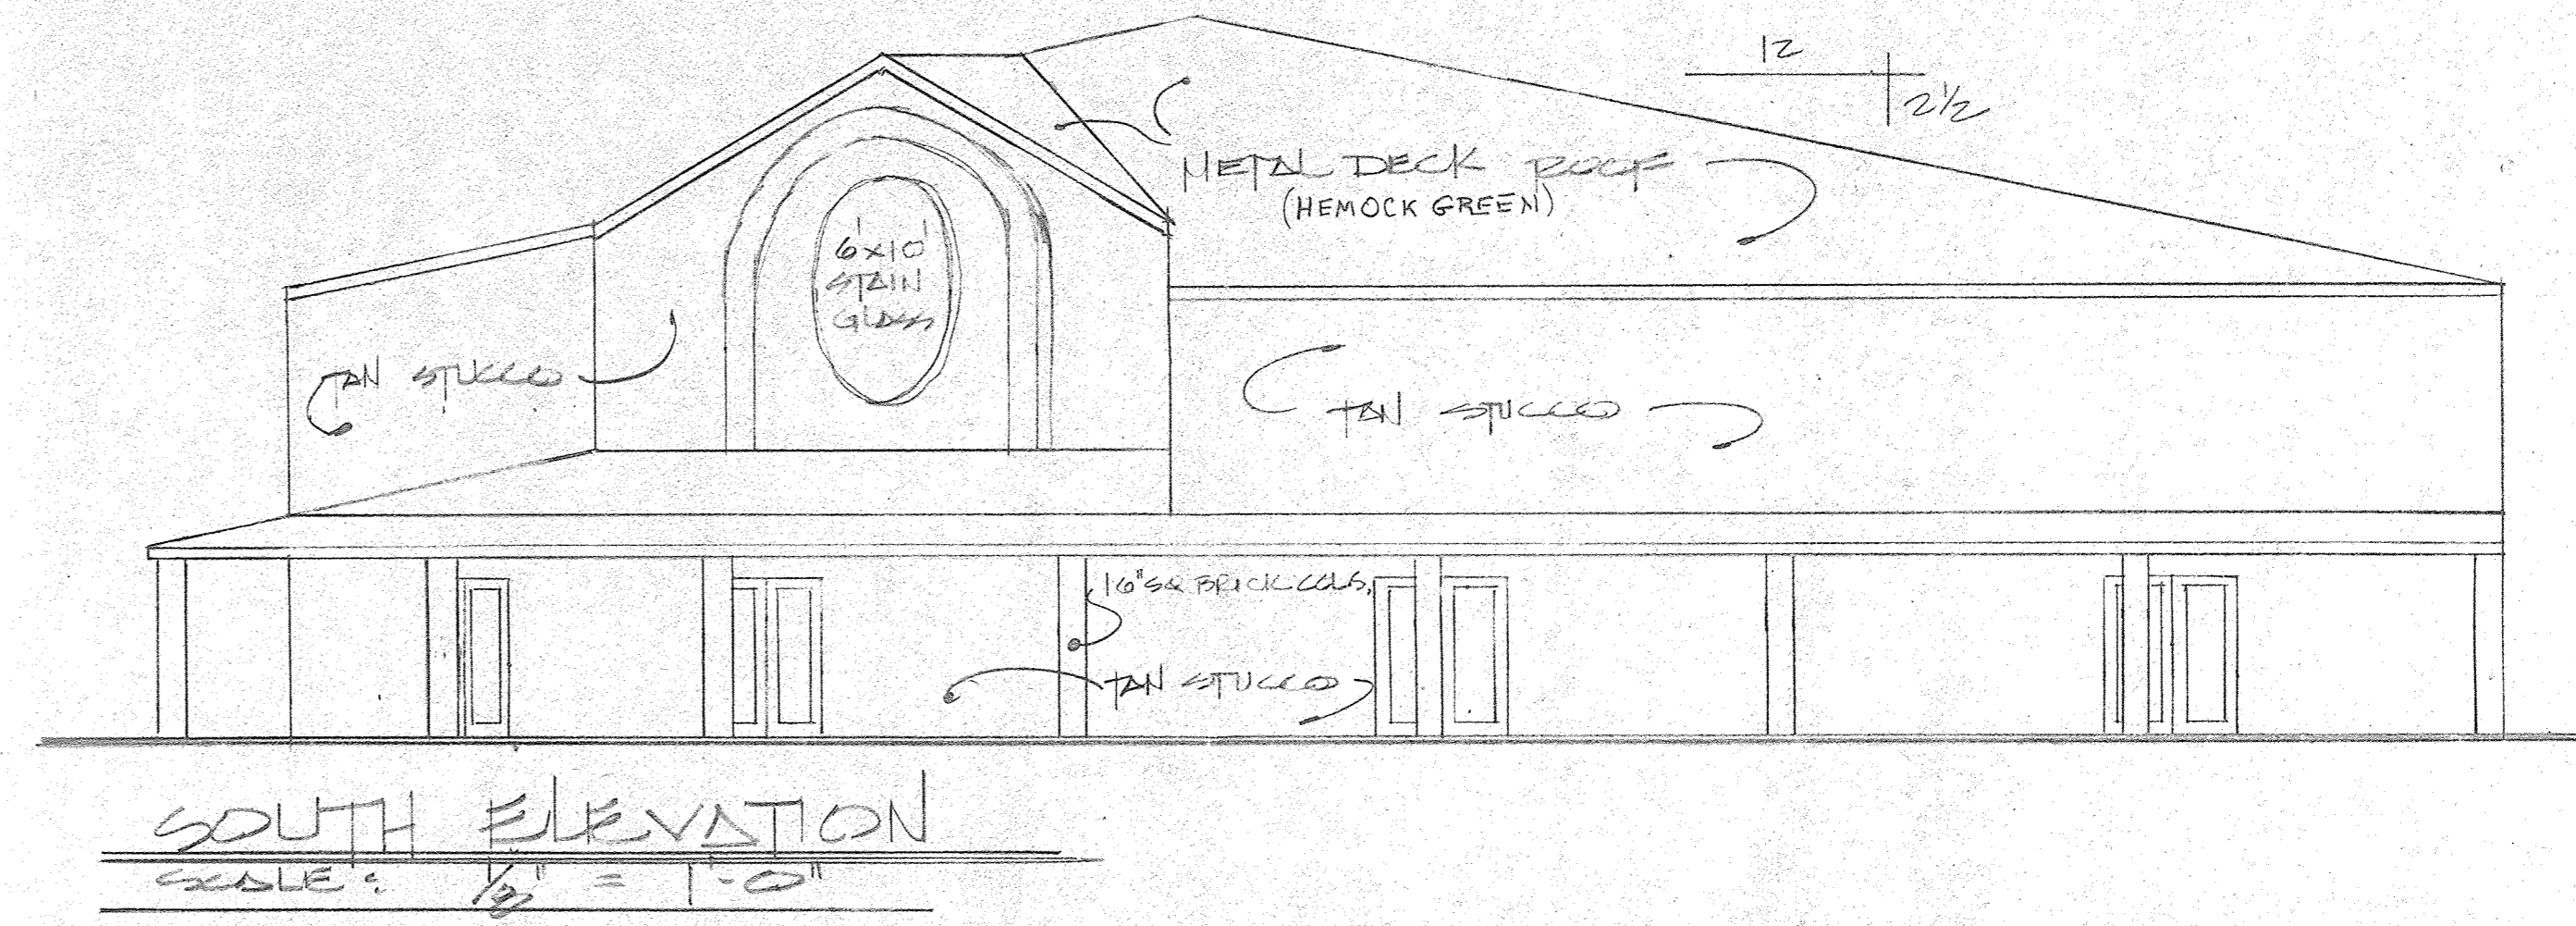 12
2½
METAL DECK ROOF
(HEMOCK GREEN)
6'x10'
STAIN
GLASS
TAN STUCCO
TAN STUCCO
16" SQ BRICK COLS.
TAN STUCCO
SOUTH ELEVATION
SCALE: ⅛" = 1'-0"